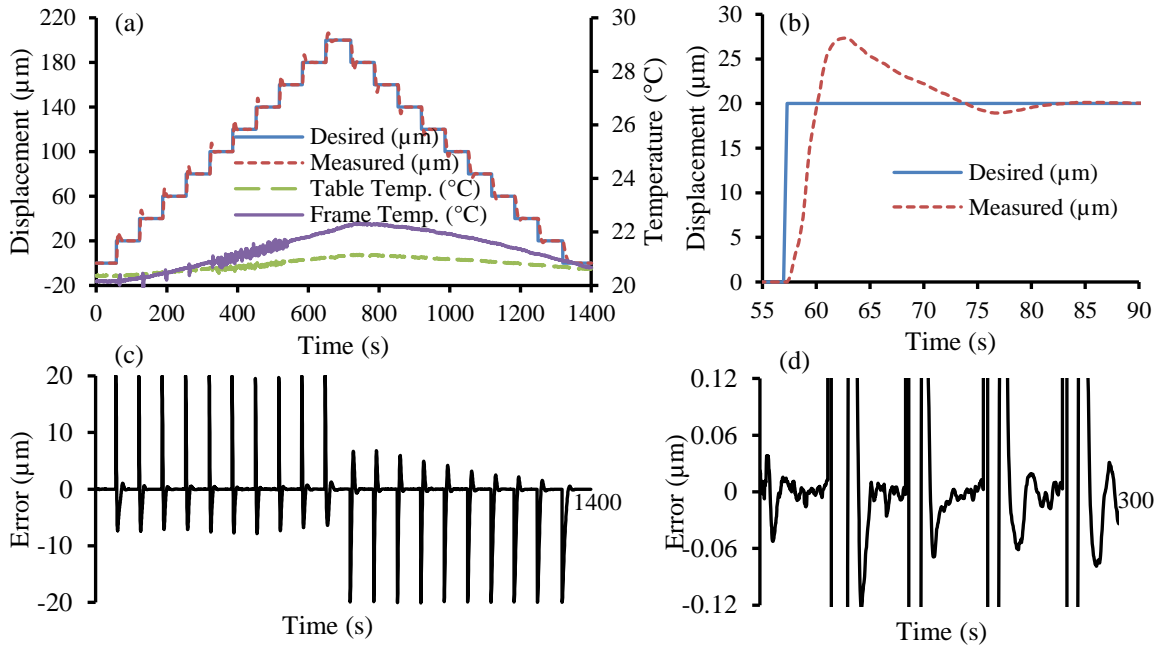 (a)
220
180
140
100
60
20
-20
Displacement (µm)
30
28
26
24
22
20
Temperature (°C)
Desired (µm)
Measured (µm)
Table Temp. (°C)
Frame Temp. (°C)
0 200 400 600 800 1000 1200 1400
Time (s)
(b)
30
25
20
15
10
5
0
Displacement (µm)
Desired (µm)
Measured (µm)
55 60 65 70 75 80 85 90
Time (s)
(c)
20
10
0
-10
-20
Error (µm)
1400
Time (s)
(d)
0.12
0.06
0
-0.06
-0.12
Error (µm)
300
Time (s)